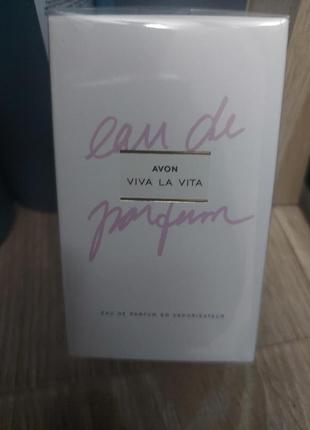 eau de
AVON
VIVA LA VITA
parfum
EAU DE PARFUM EN VAPORISATEUR